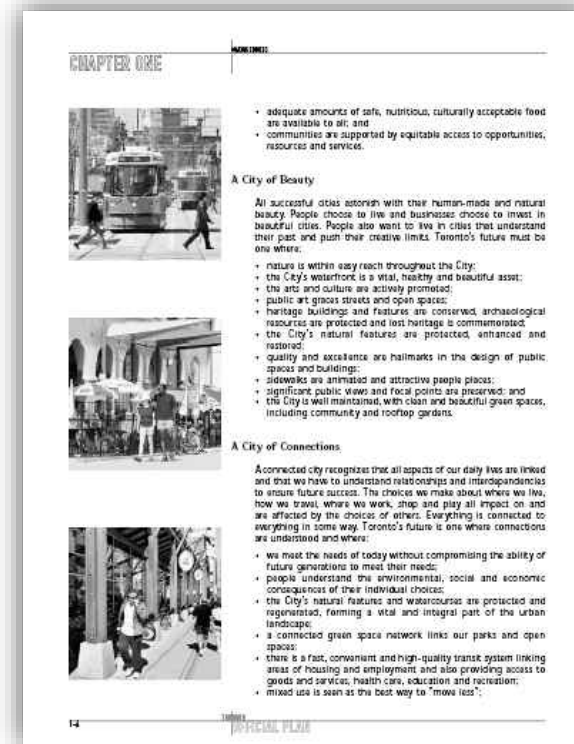 MAKING CHOICES
CHAPTER ONE
• adequate amounts of safe, nutritious, culturally acceptable food
are available to all; and
• communities are supported by equitable access to opportunities,
resources and services.
A City of Beauty
All successful cities astonish with their human-made and natural
beauty. People choose to live and businesses choose to invest in
beautiful cities. People also want to live in cities that understand
their past and push their creative limits. Toronto's future must be
one where:
• nature is within easy reach throughout the City;
• the City's waterfront is a vital, healthy and beautiful asset;
• the arts and culture are actively promoted;
• public art graces streets and open spaces;
• heritage buildings and features are conserved, archaeological
resources are protected and lost heritage is commemorated;
• the City's natural features are protected, enhanced and
restored;
• quality and excellence are hallmarks in the design of public
spaces and buildings;
• sidewalks are animated and attractive people places;
• significant public views and focal points are preserved; and
• the City is well maintained, with clean and beautiful green spaces,
including community and rooftop gardens.
A City of Connections
A connected city recognizes that all aspects of our daily lives are linked
and that we have to understand relationships and interdependencies
to ensure future success. The choices we make about where we live,
how we travel, where we work, shop and play all impact on and
are affected by the choices of others. Everything is connected to
everything in some way. Toronto's future is one where connections
are understood and where:
• we meet the needs of today without compromising the ability of
future generations to meet their needs;
• people understand the environmental, social and economic
consequences of their individual choices;
• the City's natural features and watercourses are protected and
regenerated, forming a vital and integral part of the urban
landscape;
• a connected green space network links our parks and open
spaces;
• there is a fast, convenient and high-quality transit system linking
areas of housing and employment and also providing access to
goods and services, health care, education and recreation;
• mixed use is seen as the best way to "move less";
1-4
TORONTO
OFFICIAL PLAN